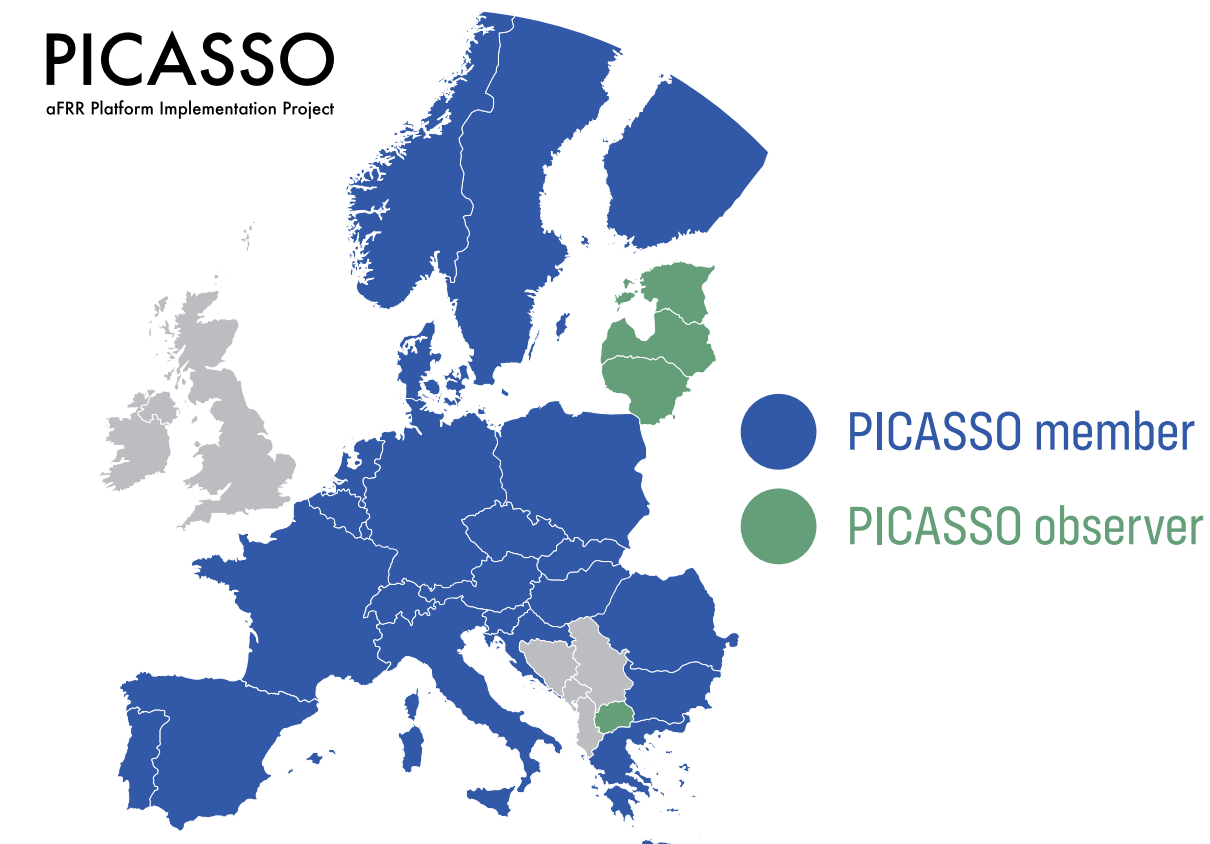 PICASSO
aFRR Platform Implementation Project
PICASSO member
PICASSO observer